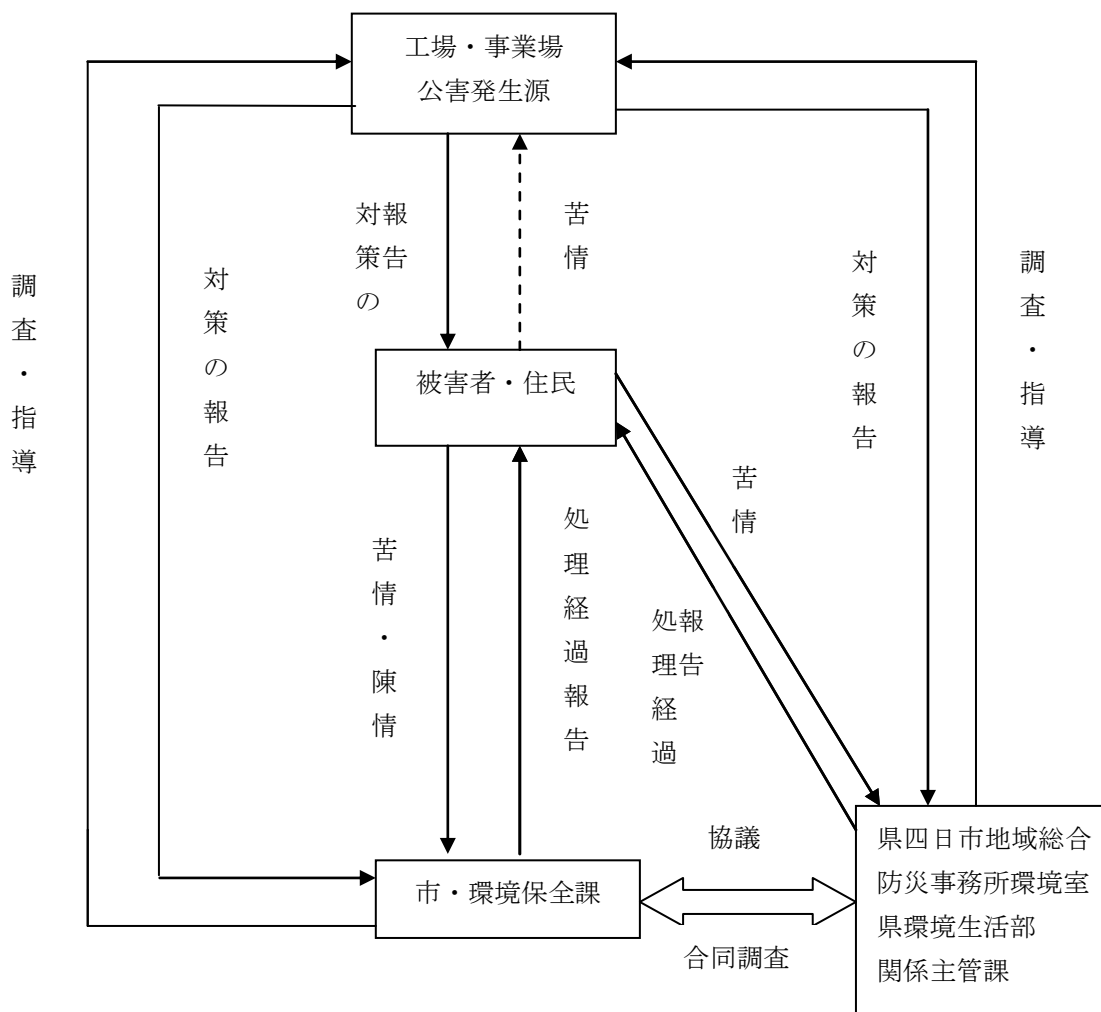 工場・事業場
公害発生源
対策の報告
苦情
調査・指導
対策の報告
対策の報告
調査・指導
被害者・住民
苦情
苦情・陳情
処理経過報告
処理経過報告
協議
市・環境保全課
合同調査
県四日市地域総合
防災事務所環境室
県環境生活部
関係主管課